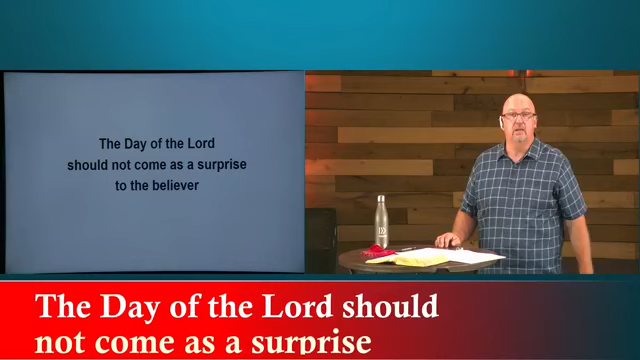 The Day of the Lord
should not come as a surprise
to the believer
The Day of the Lord should
not come as a surprise